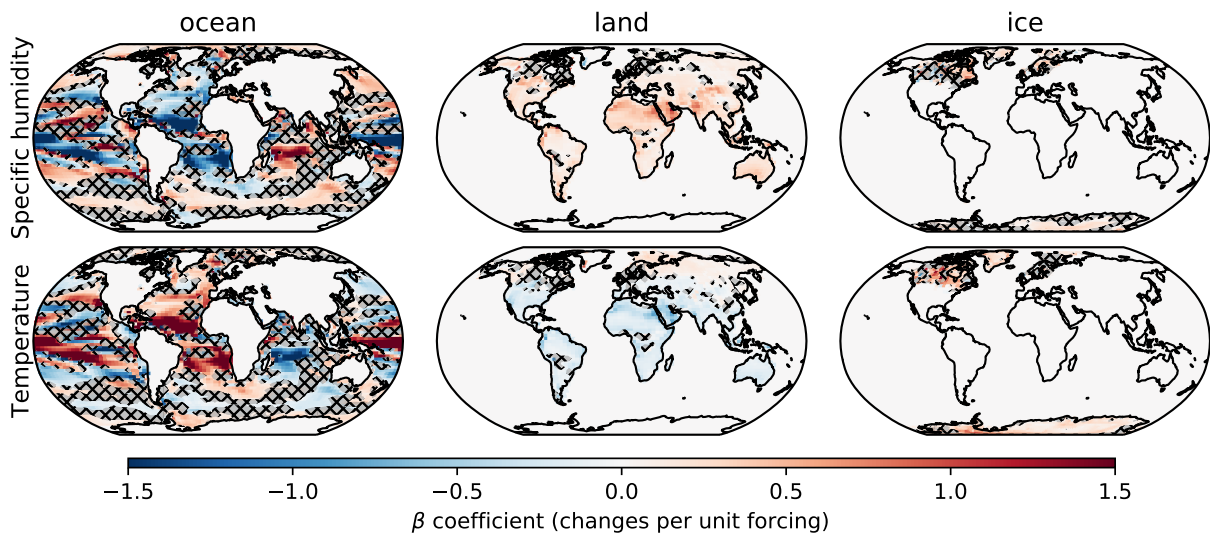 ocean land ice
Specific humidity
Temperature
−1.5 −1.0 −0.5 0.0 0.5 1.0 1.5
β coefficient (changes per unit forcing)